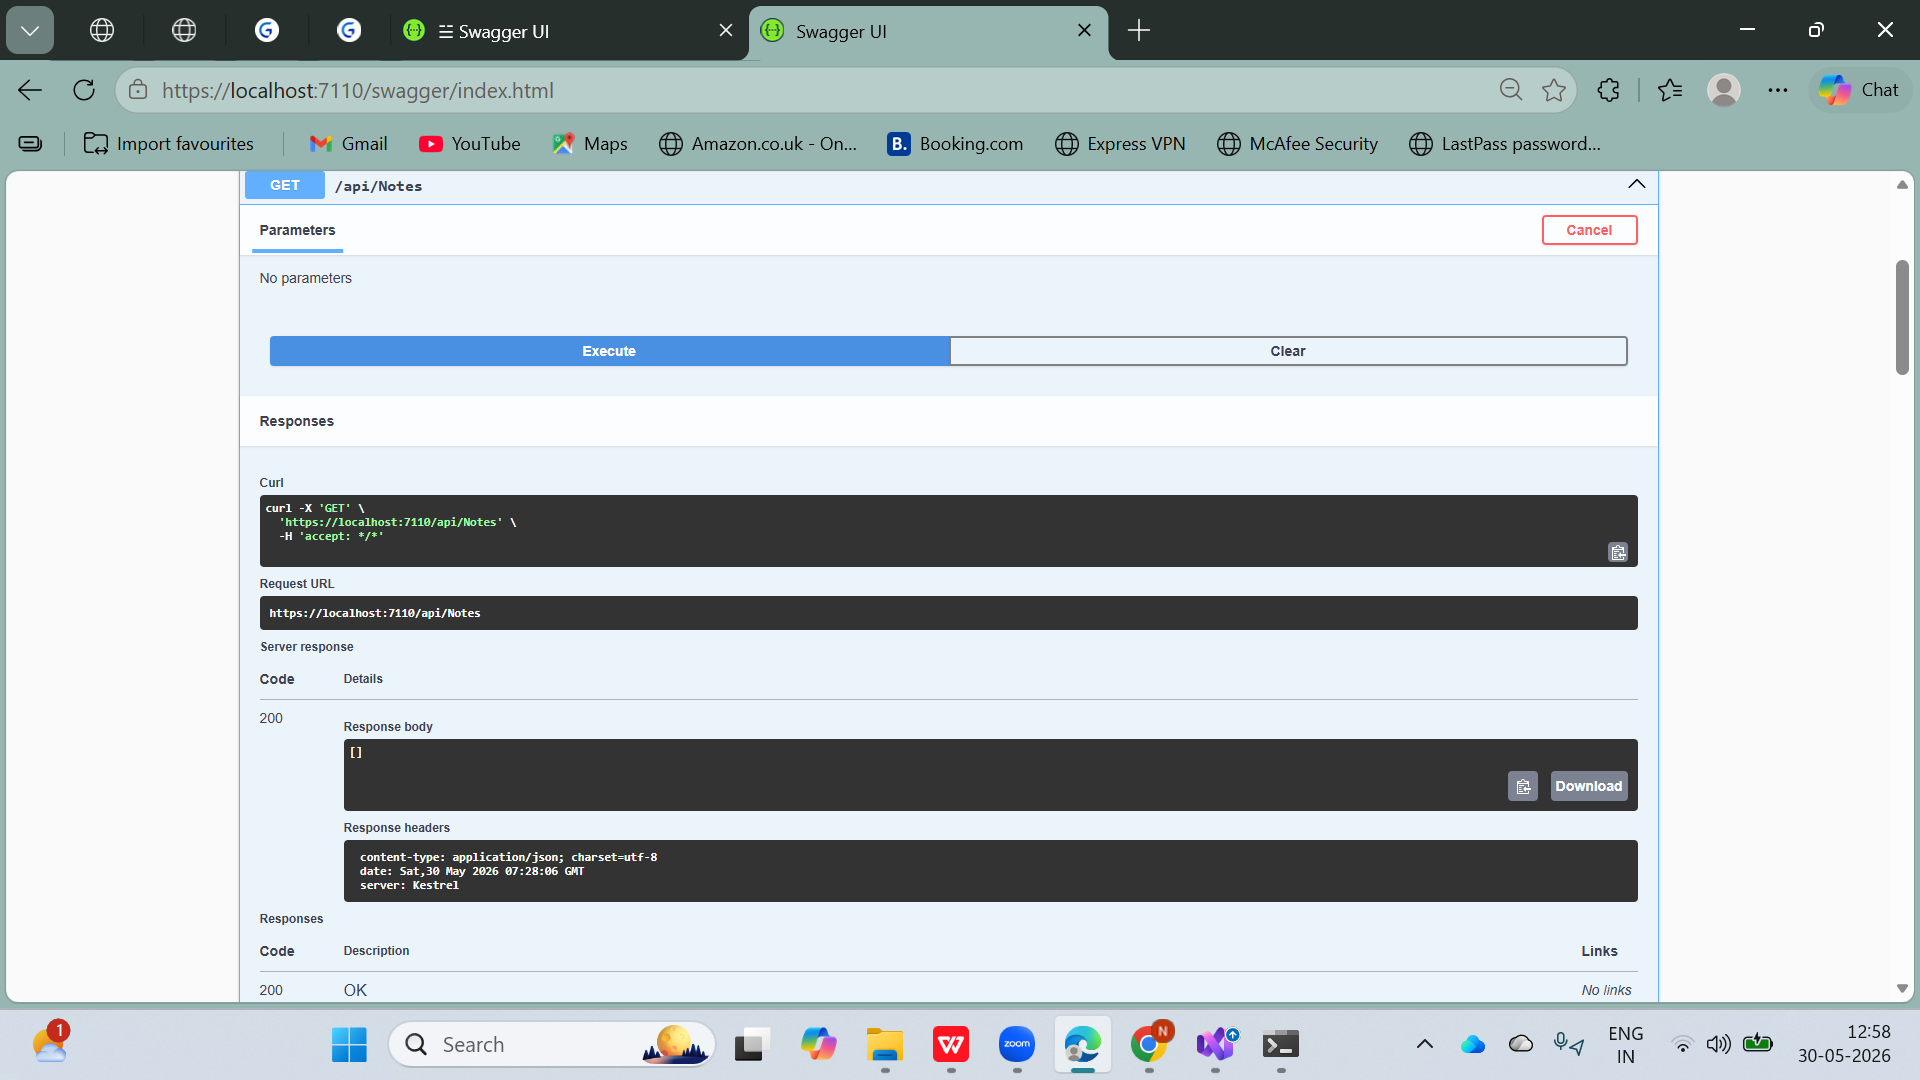 ☰ Swagger UI
Swagger UI
https://localhost:7110/swagger/index.html
Chat
Import favourites
Gmail
YouTube
Maps
Amazon.co.uk - On...
B.
Booking.com
Express VPN
McAfee Security
LastPass password...
GET /api/Notes
Parameters
Cancel
No parameters
Execute
Clear
Responses
Curl
curl -X 'GET' \
'https://localhost:7110/api/Notes' \
-H 'accept: */*'
Request URL
https://localhost:7110/api/Notes
Server response
Code Details
200
Response body
[]
Download
Response headers
content-type: application/json; charset=utf-8
date: Sat,30 May 2026 07:28:06 GMT
server: Kestrel
Responses
Code Description Links
200 OK No links
1
Search
zoom
N
ENG
IN
12:58
30-05-2026